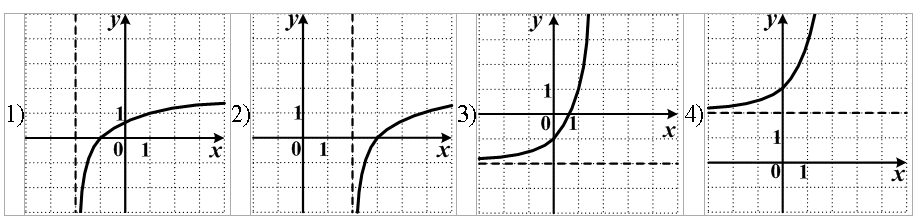 1) y 1 0 1 x
2) y 1 0 1 x
3) y 1 0 1 x
4) y 1 0 1 x